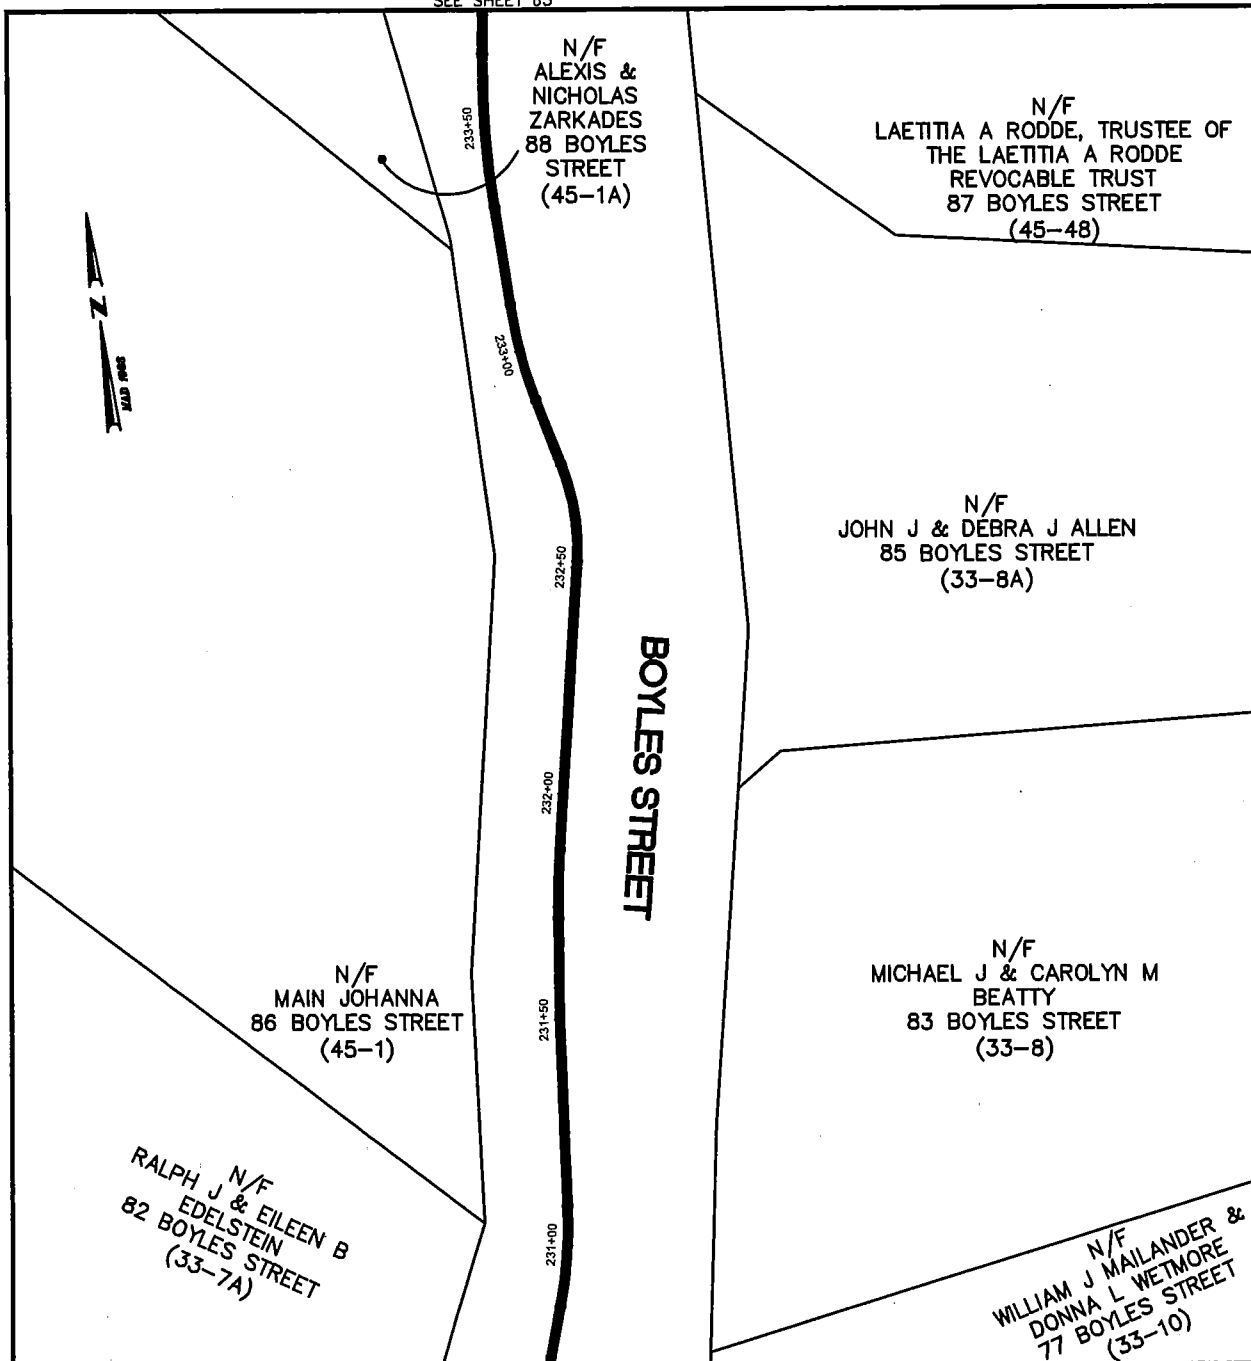 SEE SHEET 85
N/F
ALEXIS &
NICHOLAS
ZARKADES
88 BOYLES
STREET
(45-1A)
N/F
LAETITIA A RODDE, TRUSTEE OF
THE LAETITIA A RODDE
REVOCABLE TRUST
87 BOYLES STREET
(45-48)
233+50
Z
233+00
N/F
JOHN J & DEBRA J ALLEN
85 BOYLES STREET
(33-8A)
232+50
BOYLES STREET
232+00
N/F
MAIN JOHANNA
86 BOYLES STREET
(45-1)
231+50
N/F
MICHAEL J & CAROLYN M
BEATTY
83 BOYLES STREET
(33-8)
N/F
RALPH J & EILEEN B
EDELSTEIN
82 BOYLES STREET
(33-7A)
231+00
N/F
WILLIAM J MAILANDER &
DONNA L WETMORE
77 BOYLES STREET
(33-10)